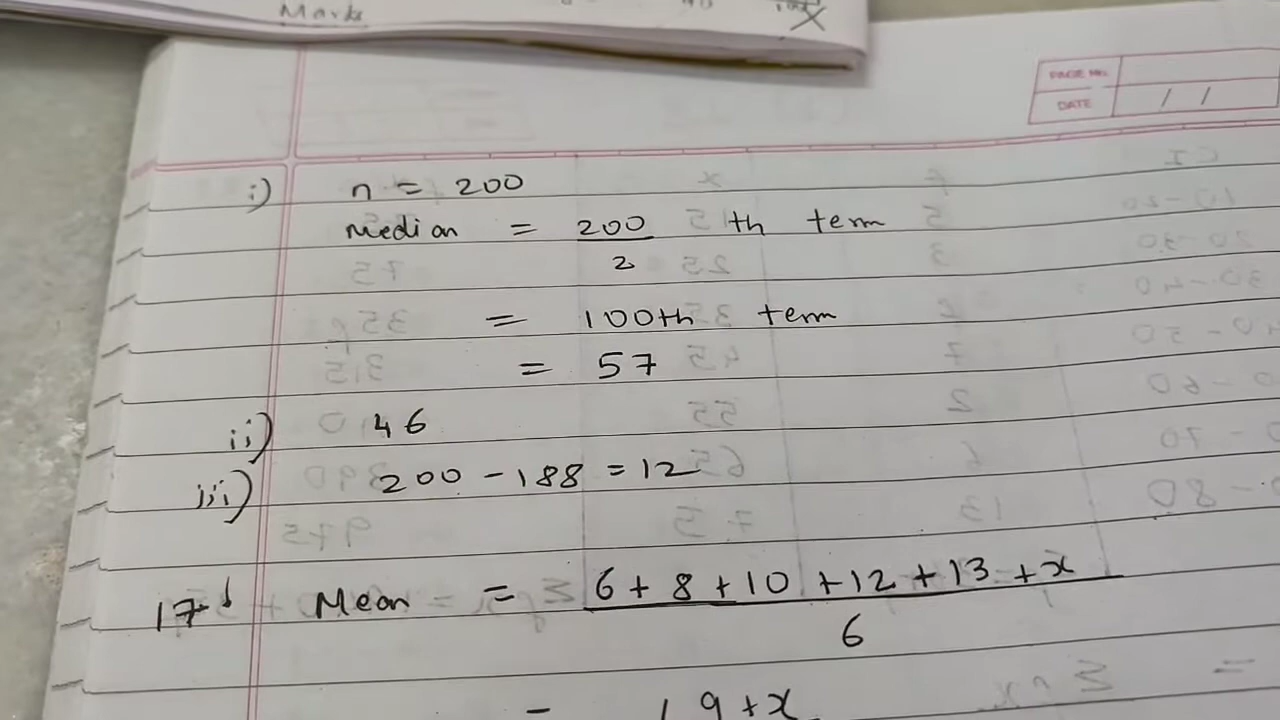 Marks
PAGE No.
DATE / /
i) n = 200
Median = 200/2 th term
= 100th term
= 57
ii) 46
iii) 200 - 188 = 12
17. Mean = 6 + 8 + 10 + 12 + 13 + x / 6
= 19 + x